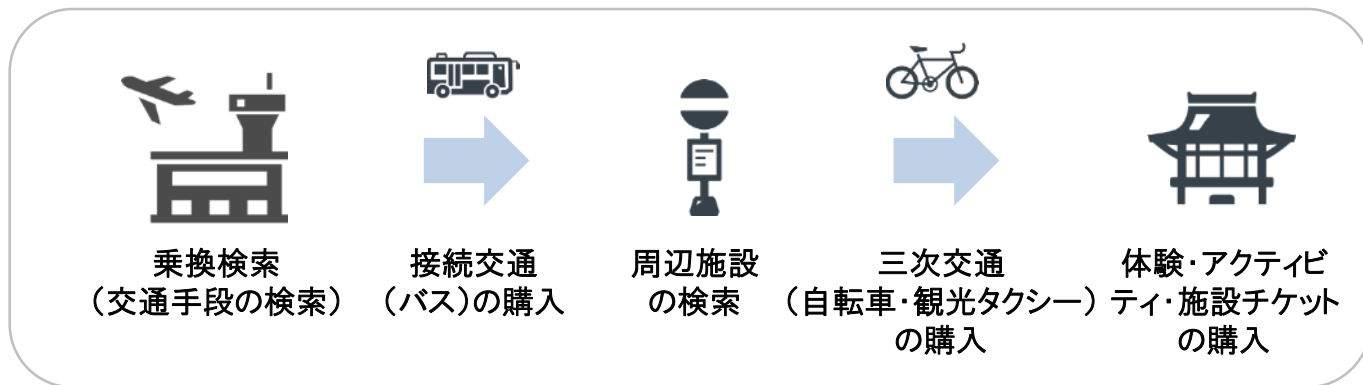 乗換検索
（交通手段の検索）
接続交通
（バス）の購入
周辺施設
の検索
三次交通
（自転車・観光タクシー）
の購入
体験・アクティビ
ティ・施設チケット
の購入